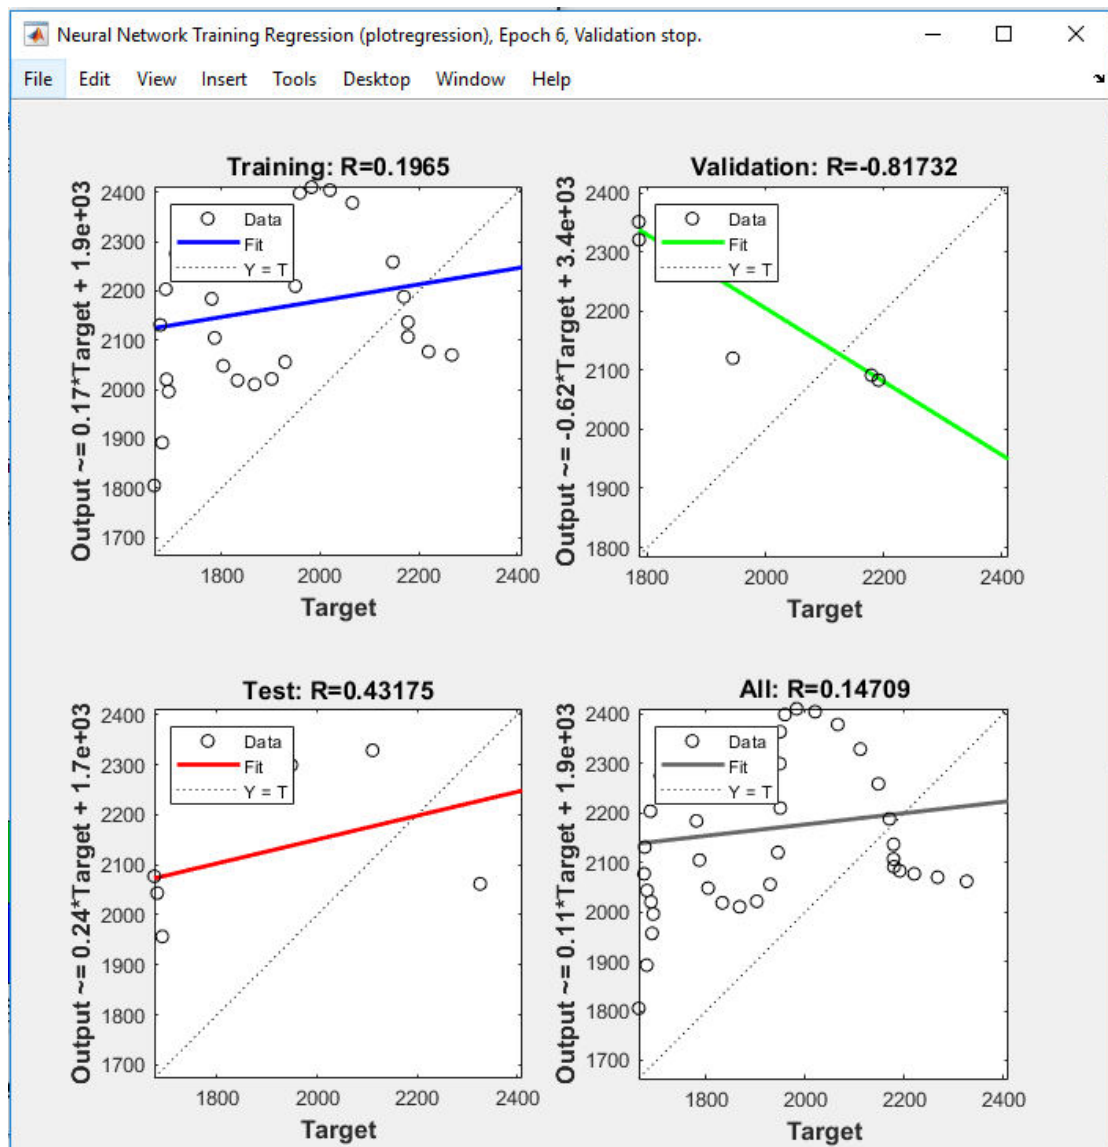 Neural Network Training Regression (plotregression), Epoch 6, Validation stop.
File Edit View Insert Tools Desktop Window Help
Training: R=0.1965
Output ~= 0.17*Target + 1.9e+03
2400
2300
2200
2100
2000
1900
1800
1700
Data
Fit
Y = T
1800 2000 2200 2400
Target
Validation: R=-0.81732
Output ~= -0.62*Target + 3.4e+03
2400
2300
2200
2100
2000
1900
1800
Data
Fit
Y = T
1800 2000 2200 2400
Target
Test: R=0.43175
Output ~= 0.24*Target + 1.7e+03
2400
2300
2200
2100
2000
1900
1800
1700
Data
Fit
Y = T
1800 2000 2200 2400
Target
All: R=0.14709
Output ~= 0.11*Target + 1.9e+03
2400
2300
2200
2100
2000
1900
1800
1700
Data
Fit
Y = T
1800 2000 2200 2400
Target